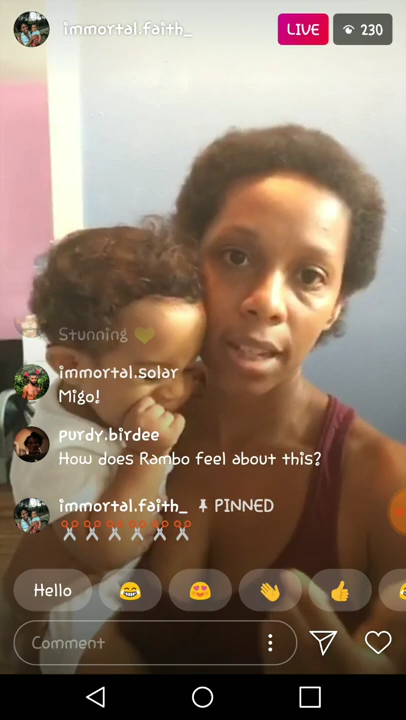 immortal.faith_
LIVE
230
Stunning 💚
immortal.solar
Migo!
purdy.birdee
How does Rambo feel about this?
immortal.faith_ PINNED
✂✂✂✂✂✂
Hello
Comment